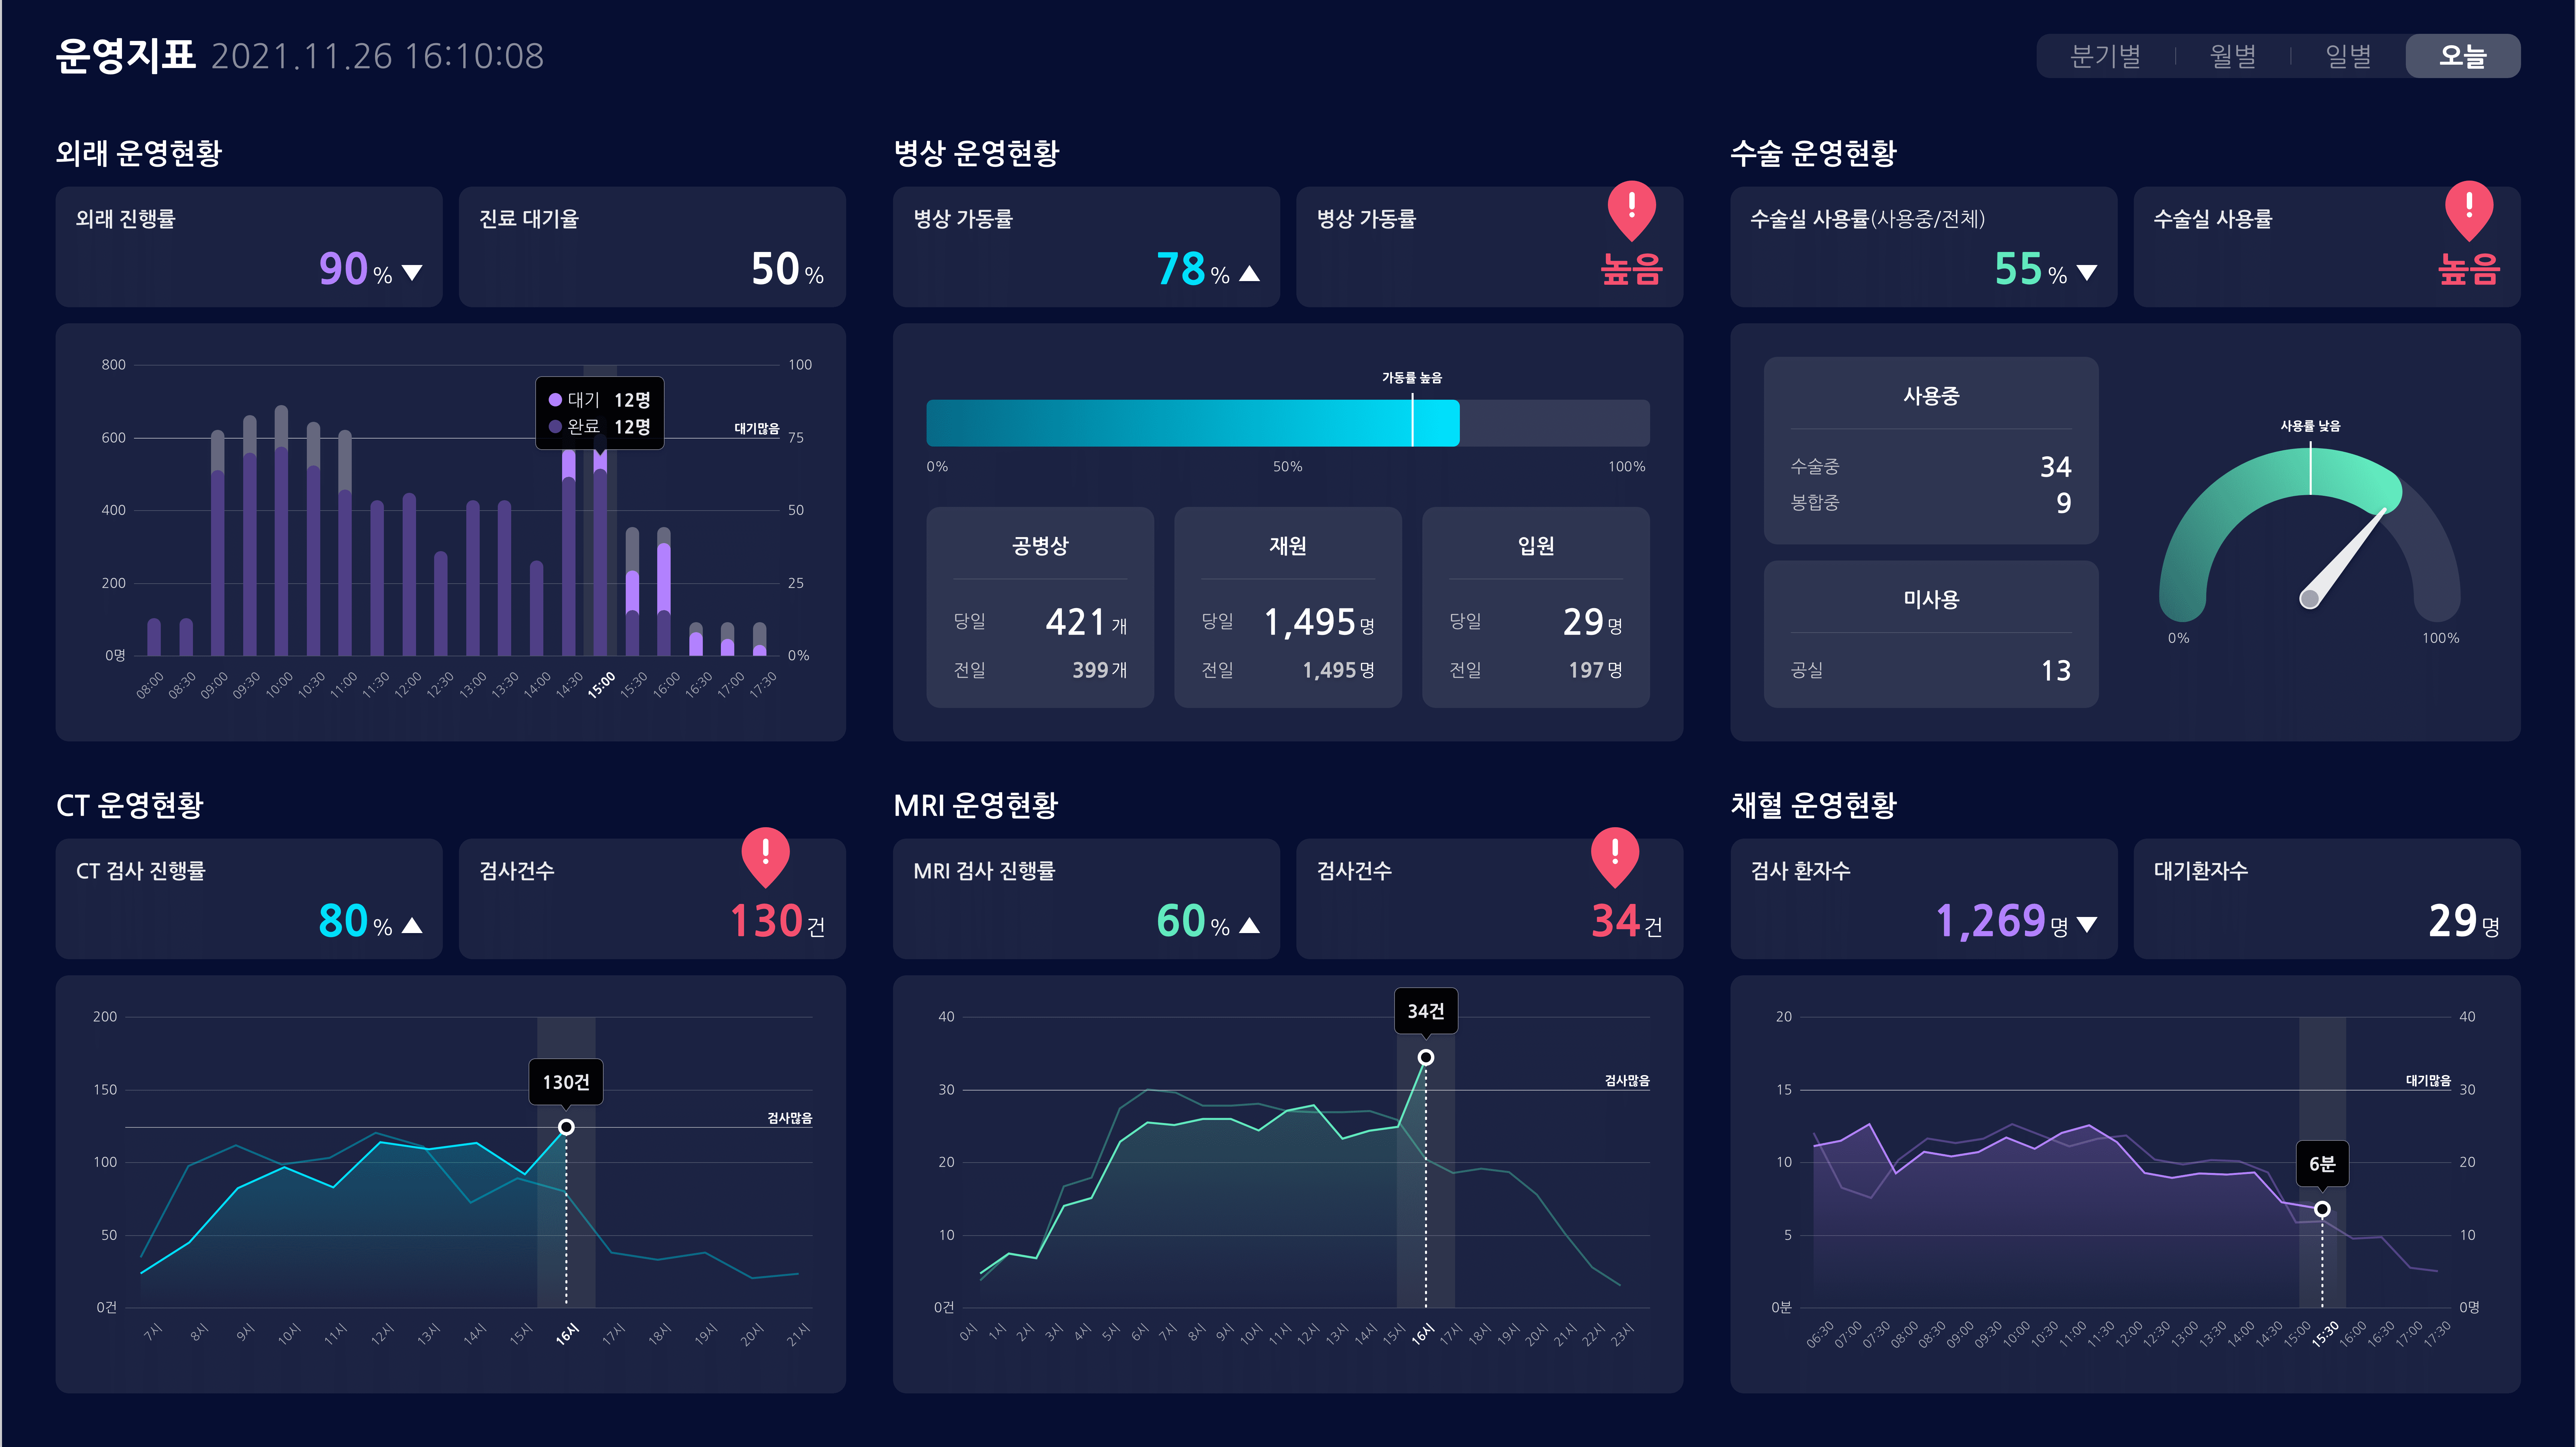 운영지표 2021.11.26 16:10:08
분기별 월별 일별 오늘
외래 운영현황
외래 진행률
90 %
진료 대기율
50 %
800
600
400
200
0명
100
75
50
25
0%
대기많음
대기 12명
완료 12명
08:00 08:30 09:00 09:30 10:00 10:30 11:00 11:30 12:00 12:30 13:00 13:30 14:00 14:30 15:00 15:30 16:00 16:30 17:00 17:30
병상 운영현황
병상 가동률
78 %
병상 가동률
높음
가동률 높음
0% 50% 100%
공병상
당일 421 개
전일 399 개
재원
당일 1,495 명
전일 1,495 명
입원
당일 29 명
전일 197 명
수술 운영현황
수술실 사용률(사용중/전체)
55 %
수술실 사용률
높음
사용중
수술중 34
봉합중 9
미사용
공실 13
사용률 낮음
0% 100%
CT 운영현황
CT 검사 진행률
80 %
검사건수
130 건
200
150
100
50
0건
130건
검사많음
7시 8시 9시 10시 11시 12시 13시 14시 15시 16시 17시 18시 19시 20시 21시
MRI 운영현황
MRI 검사 진행률
60 %
검사건수
34 건
40
30
20
10
0건
34건
검사많음
0시 1시 2시 3시 4시 5시 6시 7시 8시 9시 10시 11시 12시 13시 14시 15시 16시 17시 18시 19시 20시 21시 22시 23시
채혈 운영현황
검사 환자수
1,269 명
대기환자수
29 명
20
15
10
5
0분
40
30
20
10
0명
대기많음
6분
06:30 07:00 07:30 08:00 08:30 09:00 09:30 10:00 10:30 11:00 11:30 12:00 12:30 13:00 13:30 14:00 14:30 15:00 15:30 16:00 16:30 17:00 17:30